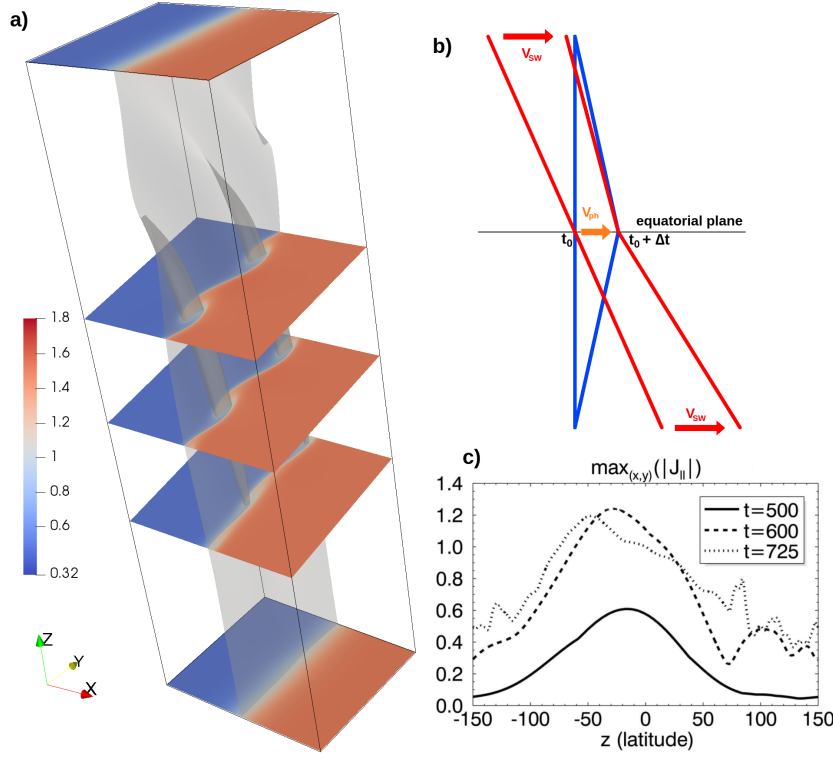 a)
1.8
1.6
1.4
1.2
1
0.8
0.6
0.32
Z
Y
X
b)
V_SW
V_ph
equatorial plane
t_0
t_0 + Δt
V_SW
c)
max_(x,y)(|J_||​|)
1.4
1.2
1.0
0.8
0.6
0.4
0.2
0.0
t=500
t=600
t=725
-150 -100 -50 0 50 100 150
z (latitude)